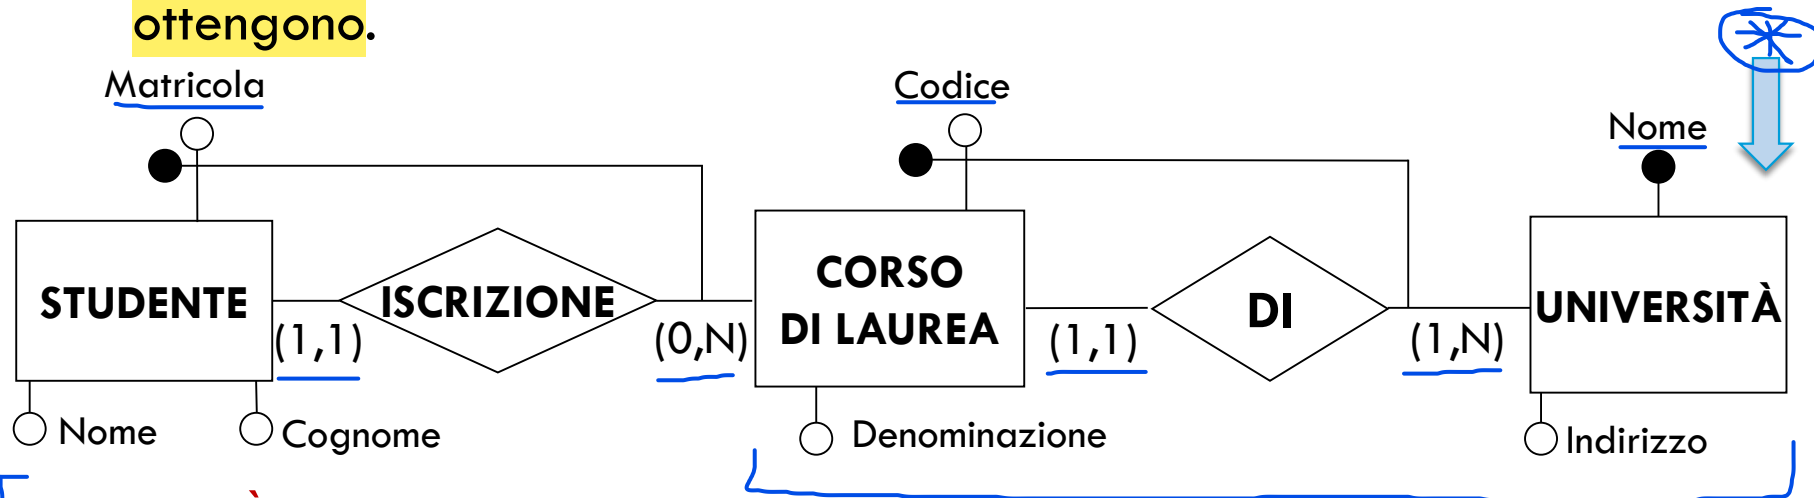 ottengono.
Matricola
Codice
Nome
STUDENTE
ISCRIZIONE
CORSO
DI LAUREA
DI
UNIVERSITÀ
(1,1)
(0,N)
(1,1)
(1,N)
Nome
Cognome
Denominazione
Indirizzo